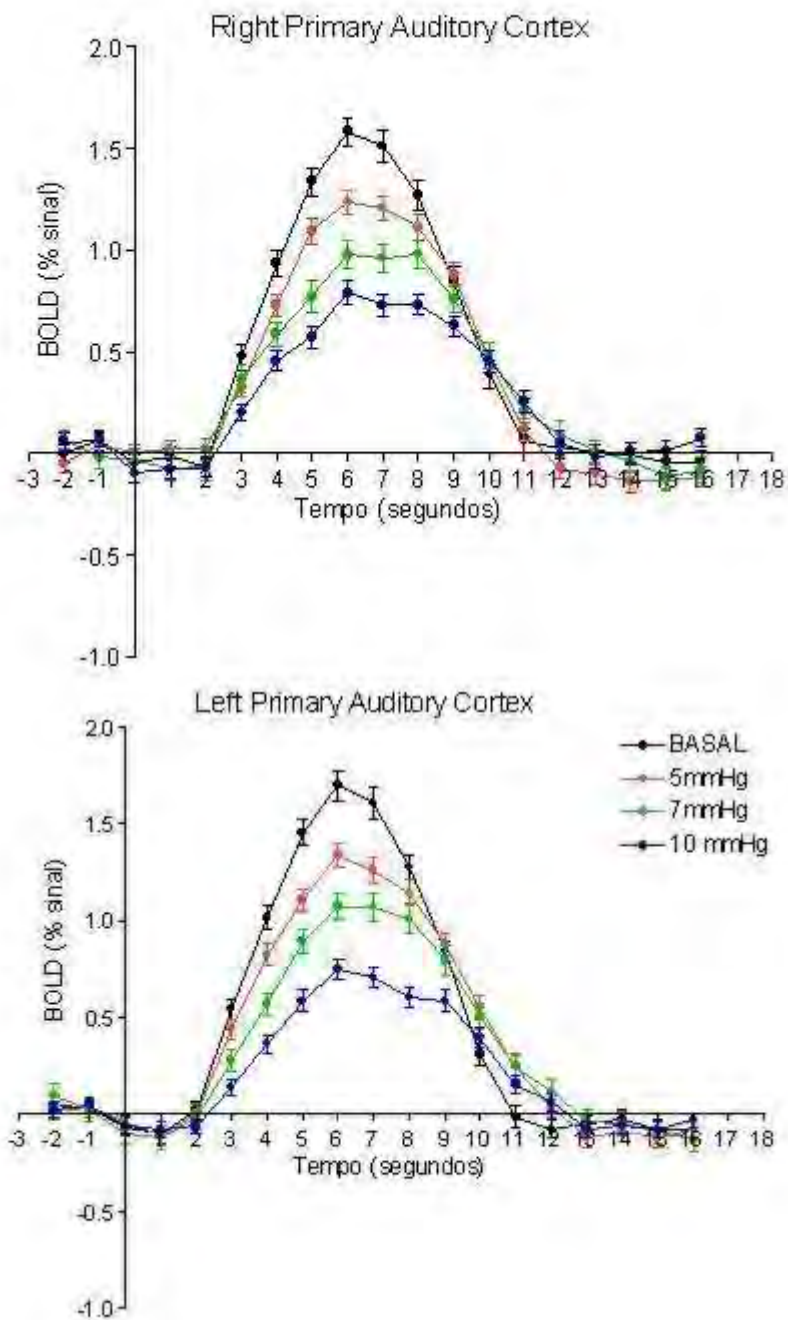 Right Primary Auditory Cortex
2.0
1.5
1.0
0.5
-3 -2 -1 1 2 3 4 5 6 7 8 9 10 11 12 13 14 15 16 17 18
Tempo (segundos)
-0.5
-1.0
BOLD (% sinal)
Left Primary Auditory Cortex
2.0
1.5
1.0
0.5
-3 -2 -1 1 2 3 4 5 6 7 8 9 10 11 12 13 14 15 16 17 18
Tempo (segundos)
-0.5
-1.0
BOLD (% sinal)
BASAL
5mmHg
7mmHg
10 mmHg